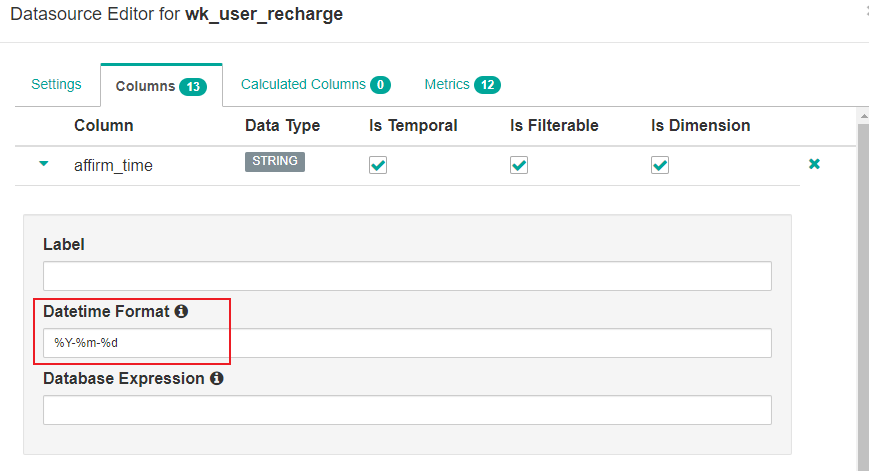 Datasource Editor for wk_user_recharge
Settings Columns 13 Calculated Columns 0 Metrics 12
Column Data Type Is Temporal Is Filterable Is Dimension
affirm_time STRING
Label
Datetime Format
%Y-%m-%d
Database Expression